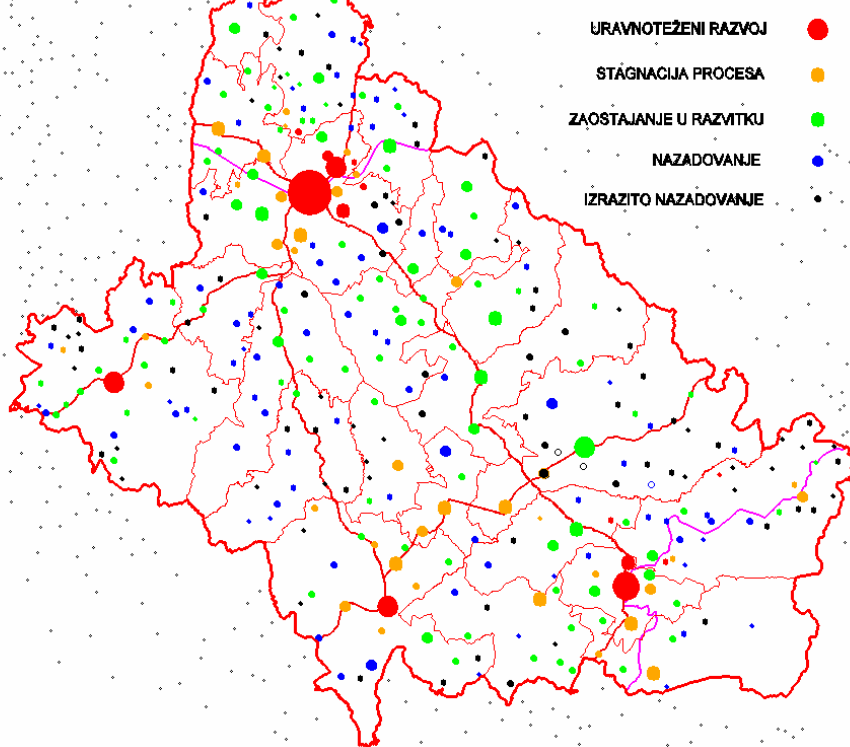 URAVNOTEŽENI RAZVOJ
STAGNACIJA PROCESA
ZAOSTAJANJE U RAZVITKU
NAZADOVANJE
IZRAZITO NAZADOVANJE